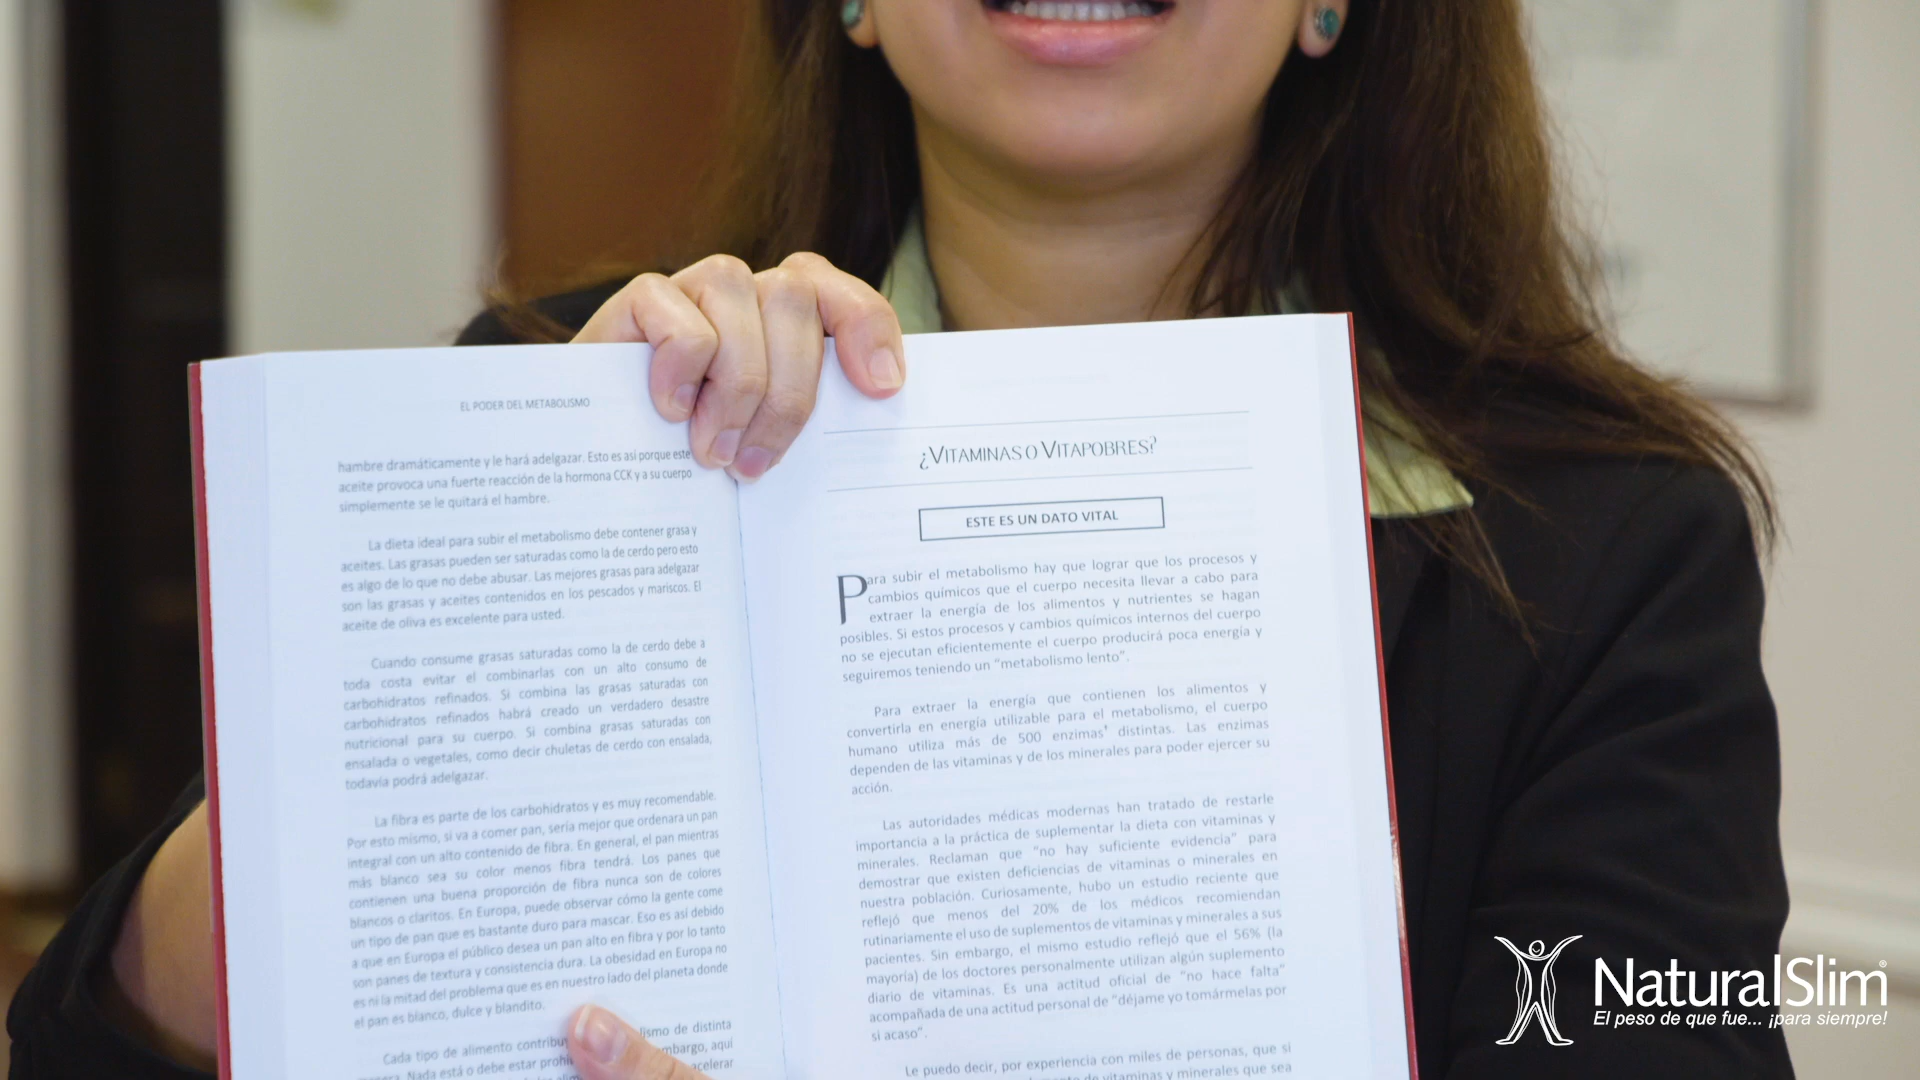 EL PODER DEL METABOLISMO
hambre dramáticamente y le hará adelgazar. Esto es así porque este
aceite provoca una fuerte reacción de la hormona CCK y a su cuerpo
simplemente se le quitará el hambre.
La dieta ideal para subir el metabolismo debe contener grasa y
aceites. Las grasas pueden ser saturadas como la de cerdo pero esto
es algo de lo que no debe abusar. Las mejores grasas para adelgazar
son las grasas y aceites contenidos en los pescados y mariscos. El
aceite de oliva es excelente para usted.
Cuando consume grasas saturadas como la de cerdo debe a
toda costa evitar el combinarlas con un alto consumo de
carbohidratos refinados. Si combina las grasas saturadas con
carbohidratos refinados habrá creado un verdadero desastre
nutricional para su cuerpo. Si combina grasas saturadas con
ensalada o vegetales, como decir chuletas de cerdo con ensalada,
todavía podrá adelgazar.
La fibra es parte de los carbohidratos y es muy recomendable.
Por esto mismo, si va a comer pan, sería mejor que ordenara un pan
integral con un alto contenido de fibra. En general, el pan mientras
más blanco sea su color menos fibra tendrá. Los panes que
contienen una buena proporción de fibra nunca son de colores
blancos o claritos. En Europa, puede observar cómo la gente come
un tipo de pan que es bastante duro para mascar. Eso es así debido
a que en Europa el público desea un pan alto en fibra y por lo tanto
son panes de textura y consistencia dura. La obesidad en Europa no
es ni la mitad del problema que es en nuestro lado del planeta donde
el pan es blanco, dulce y blandito.
Cada tipo de alimento de distinta
Nada está o debe estar aquí
acelerar
¿VITAMINAS O VITAPOBRES?
ESTE ES UN DATO VITAL
Para subir el metabolismo hay que lograr que los procesos y
cambios químicos que el cuerpo necesita llevar a cabo para
extraer la energía de los alimentos y nutrientes se hagan
posibles. Si estos procesos y cambios químicos internos del cuerpo
no se ejecutan eficientemente el cuerpo producirá poca energía y
seguiremos teniendo un "metabolismo lento".
Para extraer la energía que contienen los alimentos y
convertirla en energía utilizable para el metabolismo, el cuerpo
humano utiliza más de 500 enzimas* distintas. Las enzimas
dependen de las vitaminas y de los minerales para poder ejercer su
acción.
Las autoridades médicas modernas han tratado de restarle
importancia a la práctica de suplementar la dieta con vitaminas y
minerales. Reclaman que "no hay suficiente evidencia" para
demostrar que existen deficiencias de vitaminas o minerales en
nuestra población. Curiosamente, hubo un estudio reciente que
reflejó que menos del 20% de los médicos recomiendan
rutinariamente el uso de suplementos de vitaminas y minerales a sus
pacientes. Sin embargo, el mismo estudio reflejó que el 56% (la
mayoría) de los doctores personalmente utilizan algún suplemento
diario de vitaminas. Es una actitud oficial de "no hace falta"
acompañada de una actitud personal de "déjame yo tomármelas por
si acaso".
Le puedo decir, por experiencia con miles de personas, que si
de vitaminas y minerales que sea
NaturalSlim®
El peso de que fue... ¡para siempre!